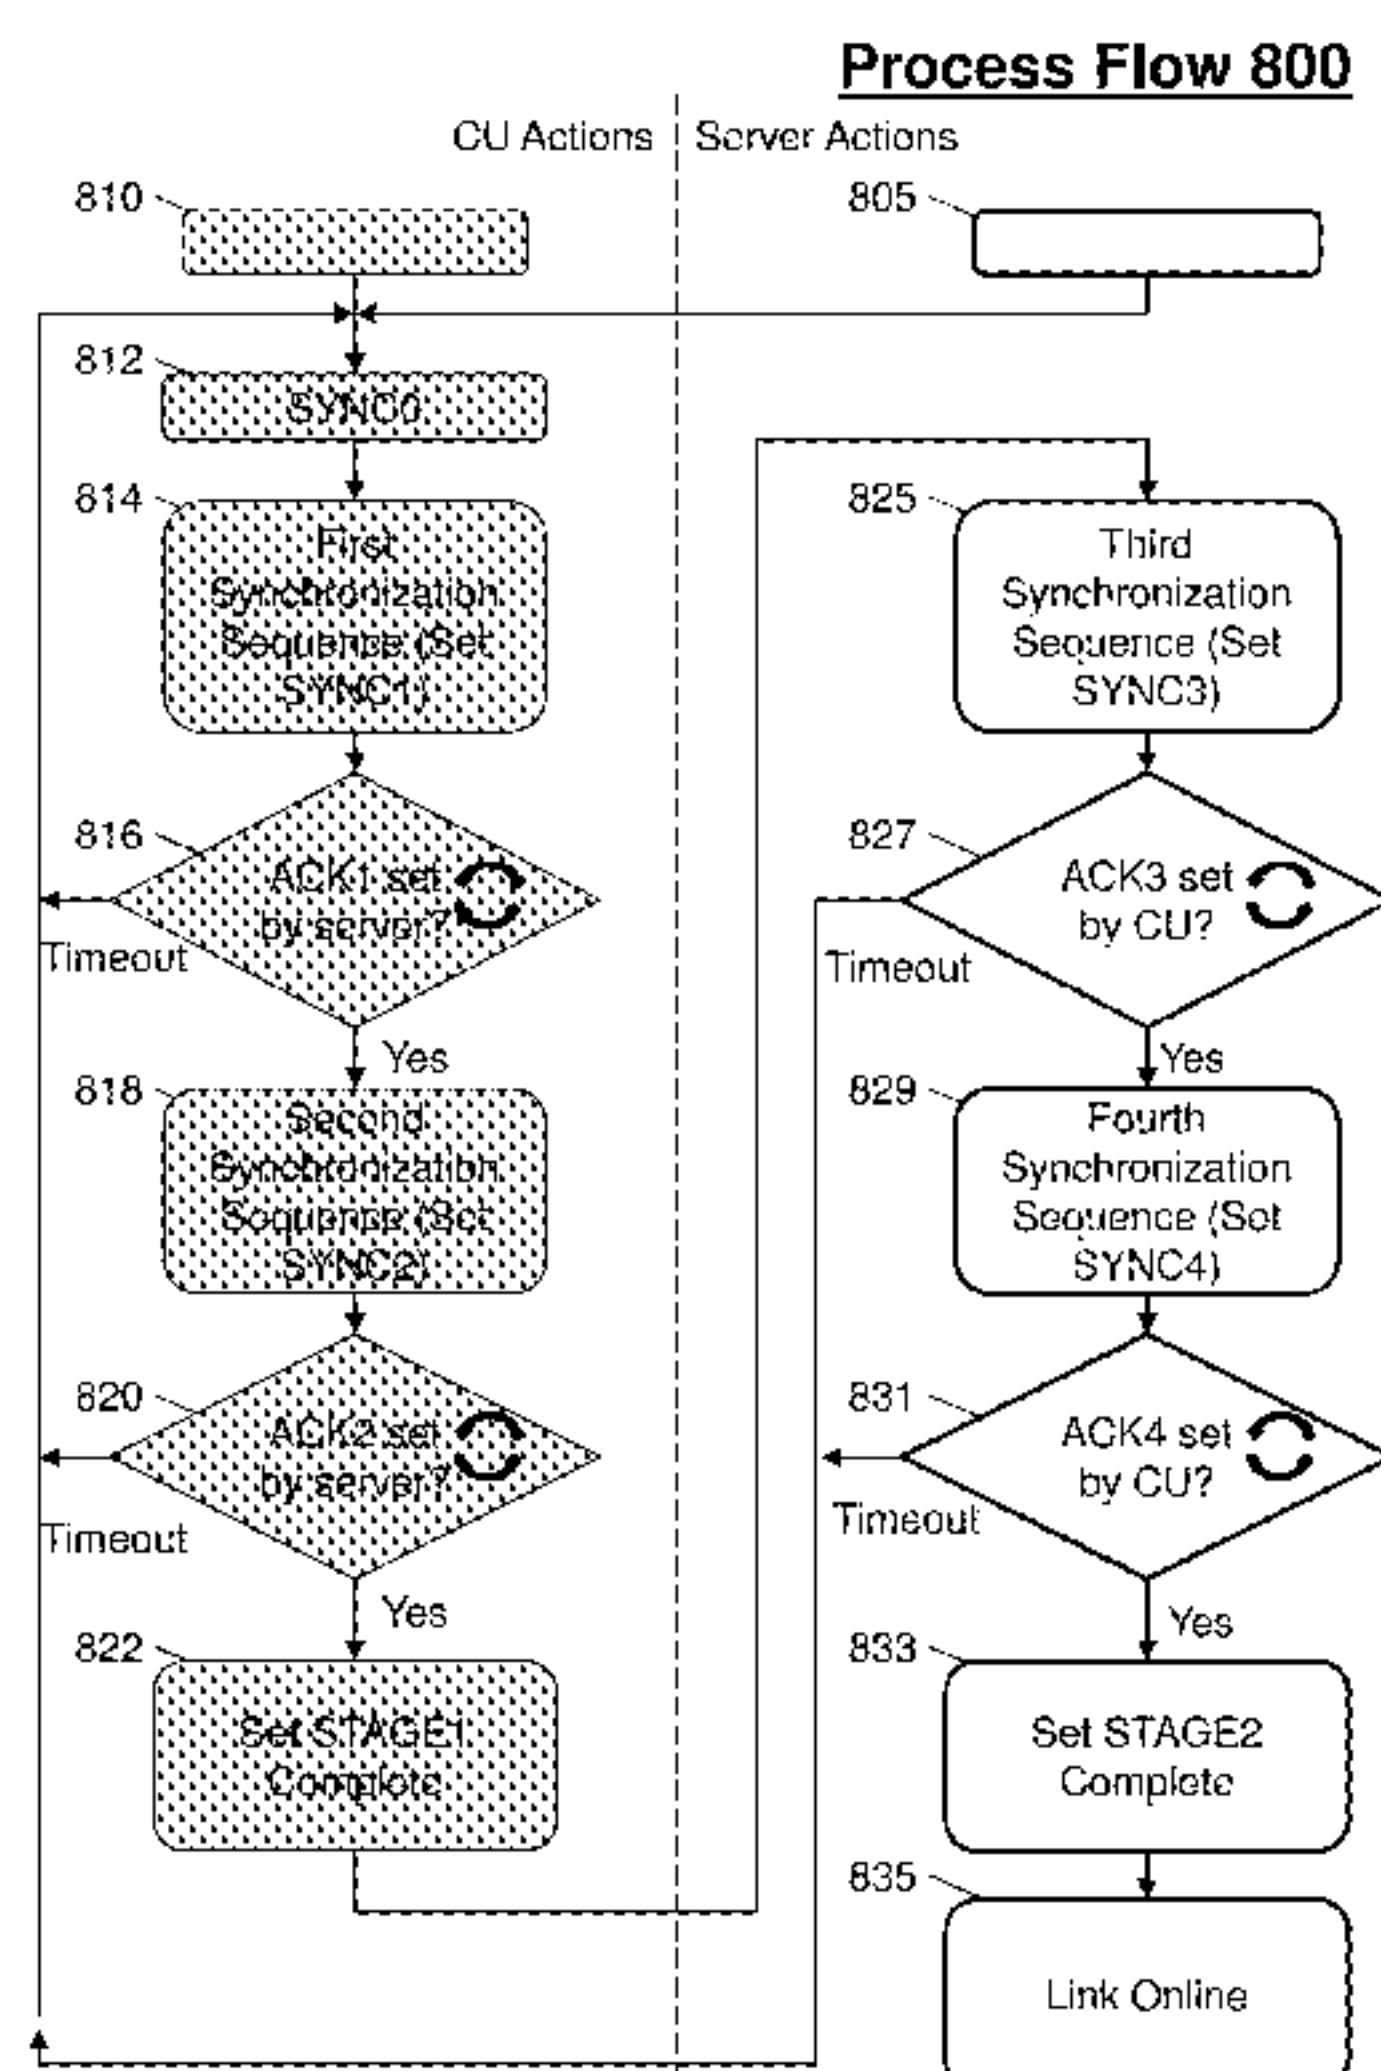 Process Flow 800
CU Actions
Server Actions
810
805
812
SYNC0
814
First
Synchronization
Sequence (Set
SYNC1)
825
Third
Synchronization
Sequence (Set
SYNC3)
816
ACK1 set
by server?
Timeout
Yes
827
ACK3 set
by CU?
Timeout
Yes
818
Second
Synchronization
Sequence (Set
SYNC2)
829
Fourth
Synchronization
Sequence (Set
SYNC4)
820
ACK2 set
by server?
Timeout
Yes
831
ACK4 set
by CU?
Timeout
Yes
822
Set STAGE1
Complete
833
Set STAGE2
Complete
835
Link Online